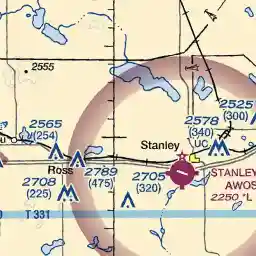 2555
2565
(254)
2525
(300)
2578
(340)
UC
Stanley
Ross
2789
(475)
2705
(320)
2708
(225)
STANLEY
AWOS
2250 *L
T 331